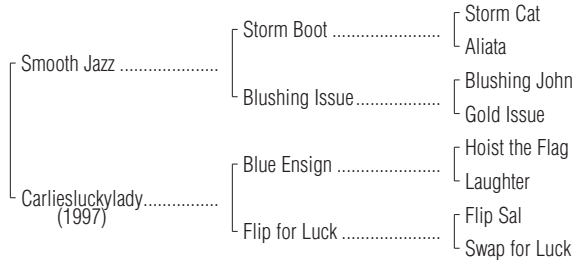 Storm Cat
Storm Boot ........................
Aliata
Smooth Jazz ......................
Blushing John
Blushing Issue...................
Gold Issue
Hoist the Flag
Blue Ensign .......................
Laughter
Carliesluckylady.................
(1997)
Flip Sal
Flip for Luck ......................
Swap for Luck